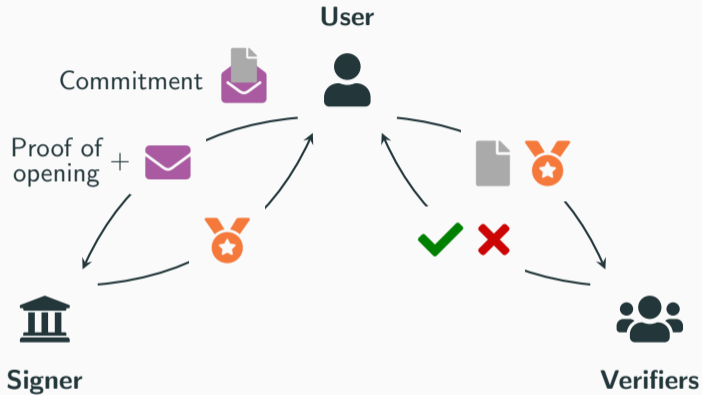 User
Commitment
Proof of
opening +
Signer
Verifiers